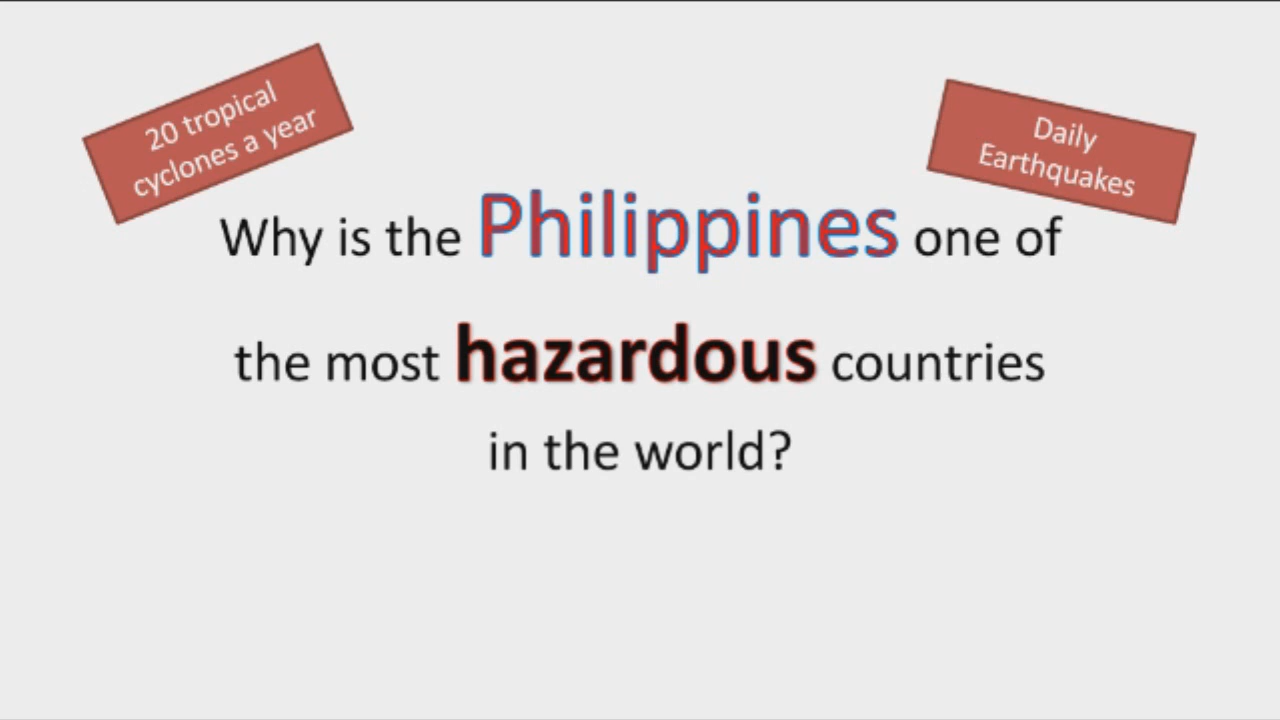 20 tropical
cyclones a year
Daily
Earthquakes
Why is the Philippines one of
the most hazardous countries
in the world?